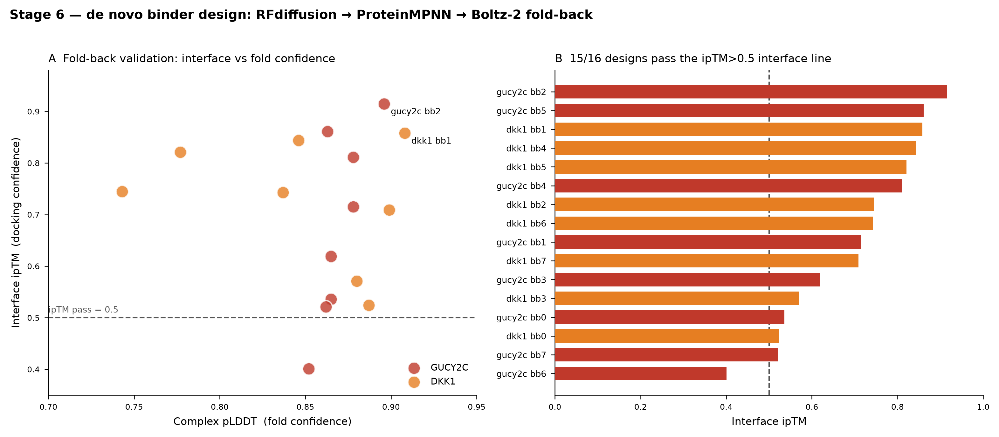 Stage 6 — de novo binder design: RFdiffusion → ProteinMPNN → Boltz-2 fold-back
A  Fold-back validation: interface vs fold confidence
Interface ipTM  (docking confidence)
0.9
0.8
0.7
0.6
0.5
0.4
gucy2c bb2
dkk1 bb1
ipTM pass = 0.5
GUCY2C
DKK1
0.70 0.75 0.80 0.85 0.90 0.95
Complex pLDDT  (fold confidence)
B  15/16 designs pass the ipTM>0.5 interface line
gucy2c bb2
gucy2c bb5
dkk1 bb1
dkk1 bb4
dkk1 bb5
gucy2c bb4
dkk1 bb2
dkk1 bb6
gucy2c bb1
dkk1 bb7
gucy2c bb3
dkk1 bb3
gucy2c bb0
dkk1 bb0
gucy2c bb7
gucy2c bb6
0.0 0.2 0.4 0.6 0.8 1.0
Interface ipTM